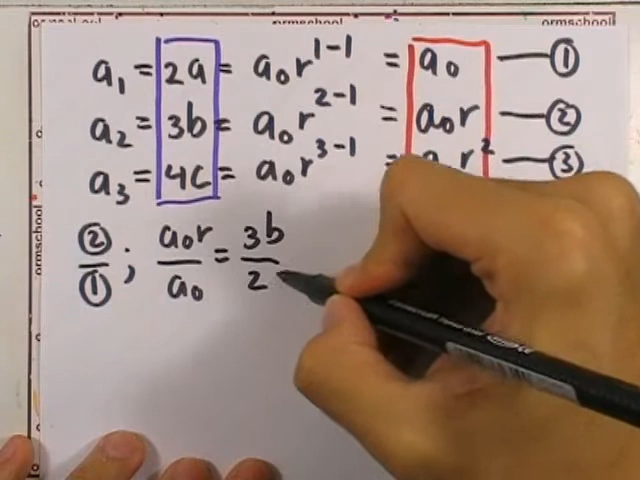 ormschool
a₁ = 2a = a₀r¹⁻¹ = a₀ — ①
a₂ = 3b = a₀r²⁻¹ = a₀r — ②
a₃ = 4c = a₀r³⁻¹ = a₀r² — ③
②/① ; a₀r/a₀ = 3b/2
ormschool